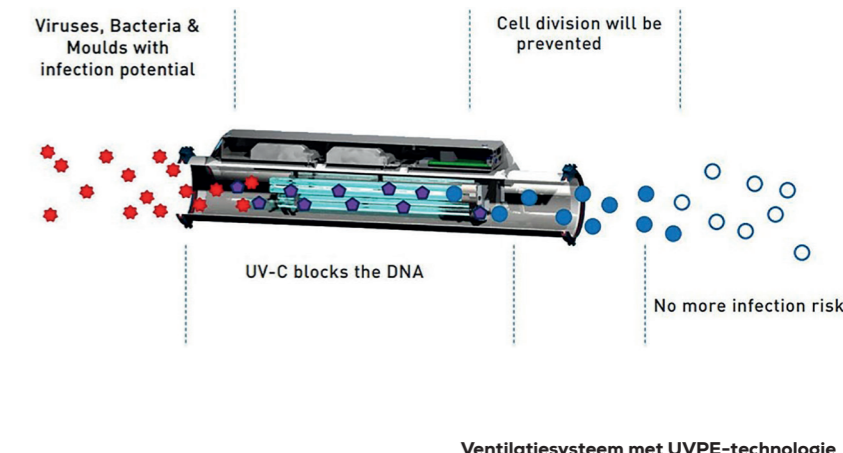 Viruses, Bacteria &
Moulds with
infection potential
Cell division will be
prevented
UV-C blocks the DNA
No more infection risk
Ventilatiesysteem met UVPE-technologie